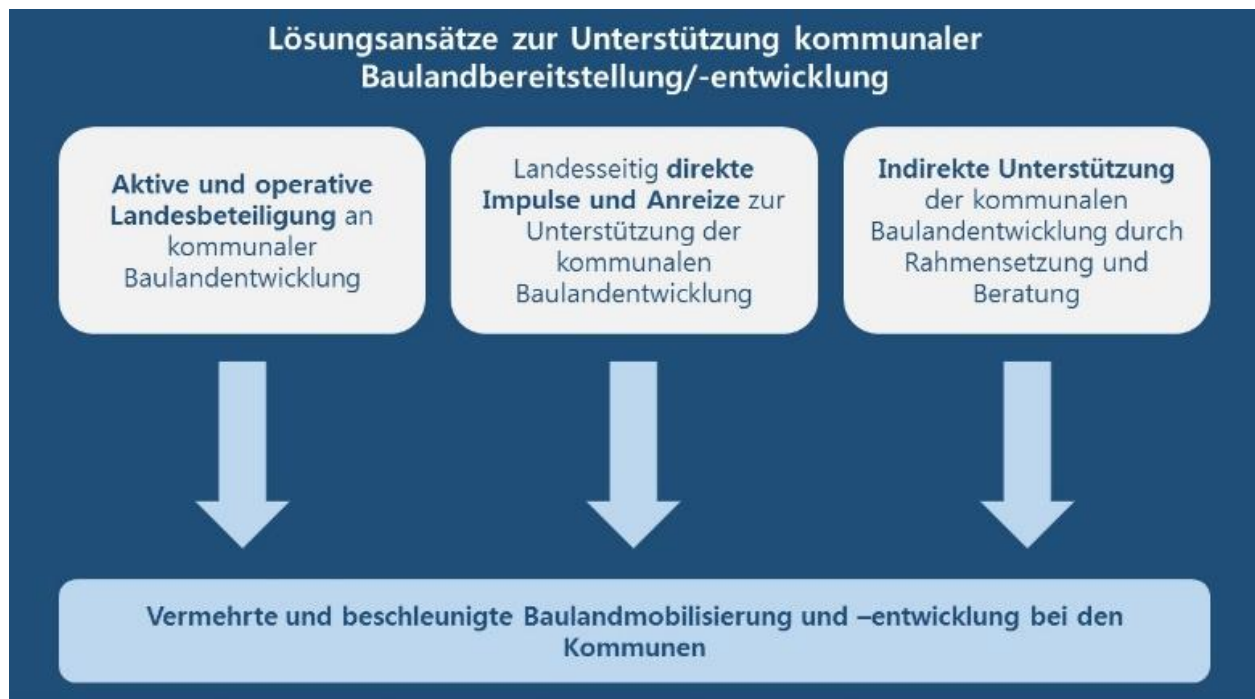 Lösungsansätze zur Unterstützung kommunaler
Baulandbereitstellung/-entwicklung
Aktive und operative
Landesbeteiligung an
kommunaler
Baulandentwicklung
Landesseitig direkte
Impulse und Anreize zur
Unterstützung der
kommunalen
Baulandentwicklung
Indirekte Unterstützung
der kommunalen
Baulandentwicklung durch
Rahmensetzung und
Beratung
Vermehrte und beschleunigte Baulandmobilisierung und –entwicklung bei den
Kommunen